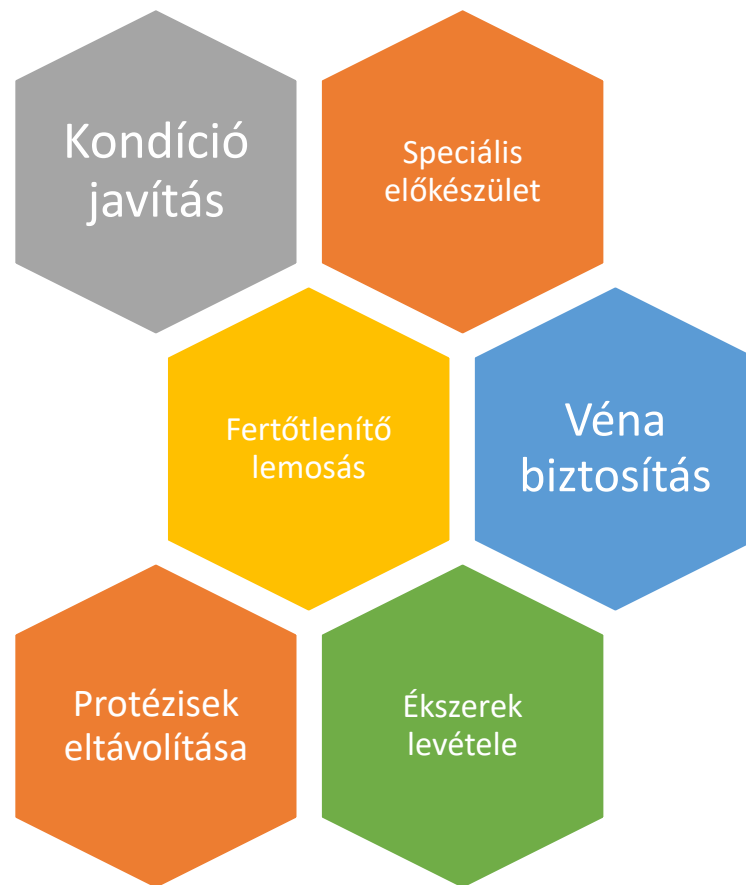 Kondíció
javítás
Speciális
előkészület
Fertőtlenítő
lemosás
Véna
biztosítás
Protézisek
eltávolítása
Ékszerek
levétele